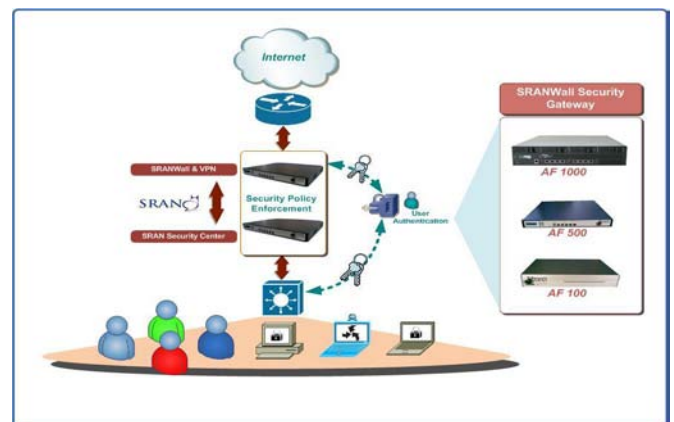 Internet
SRANWall & VPN
SRAN
SRAN Security Center
Security Policy
Enforcement
User
Authentication
SRANWall Security
Gateway
AF 1000
AF 500
AF 100